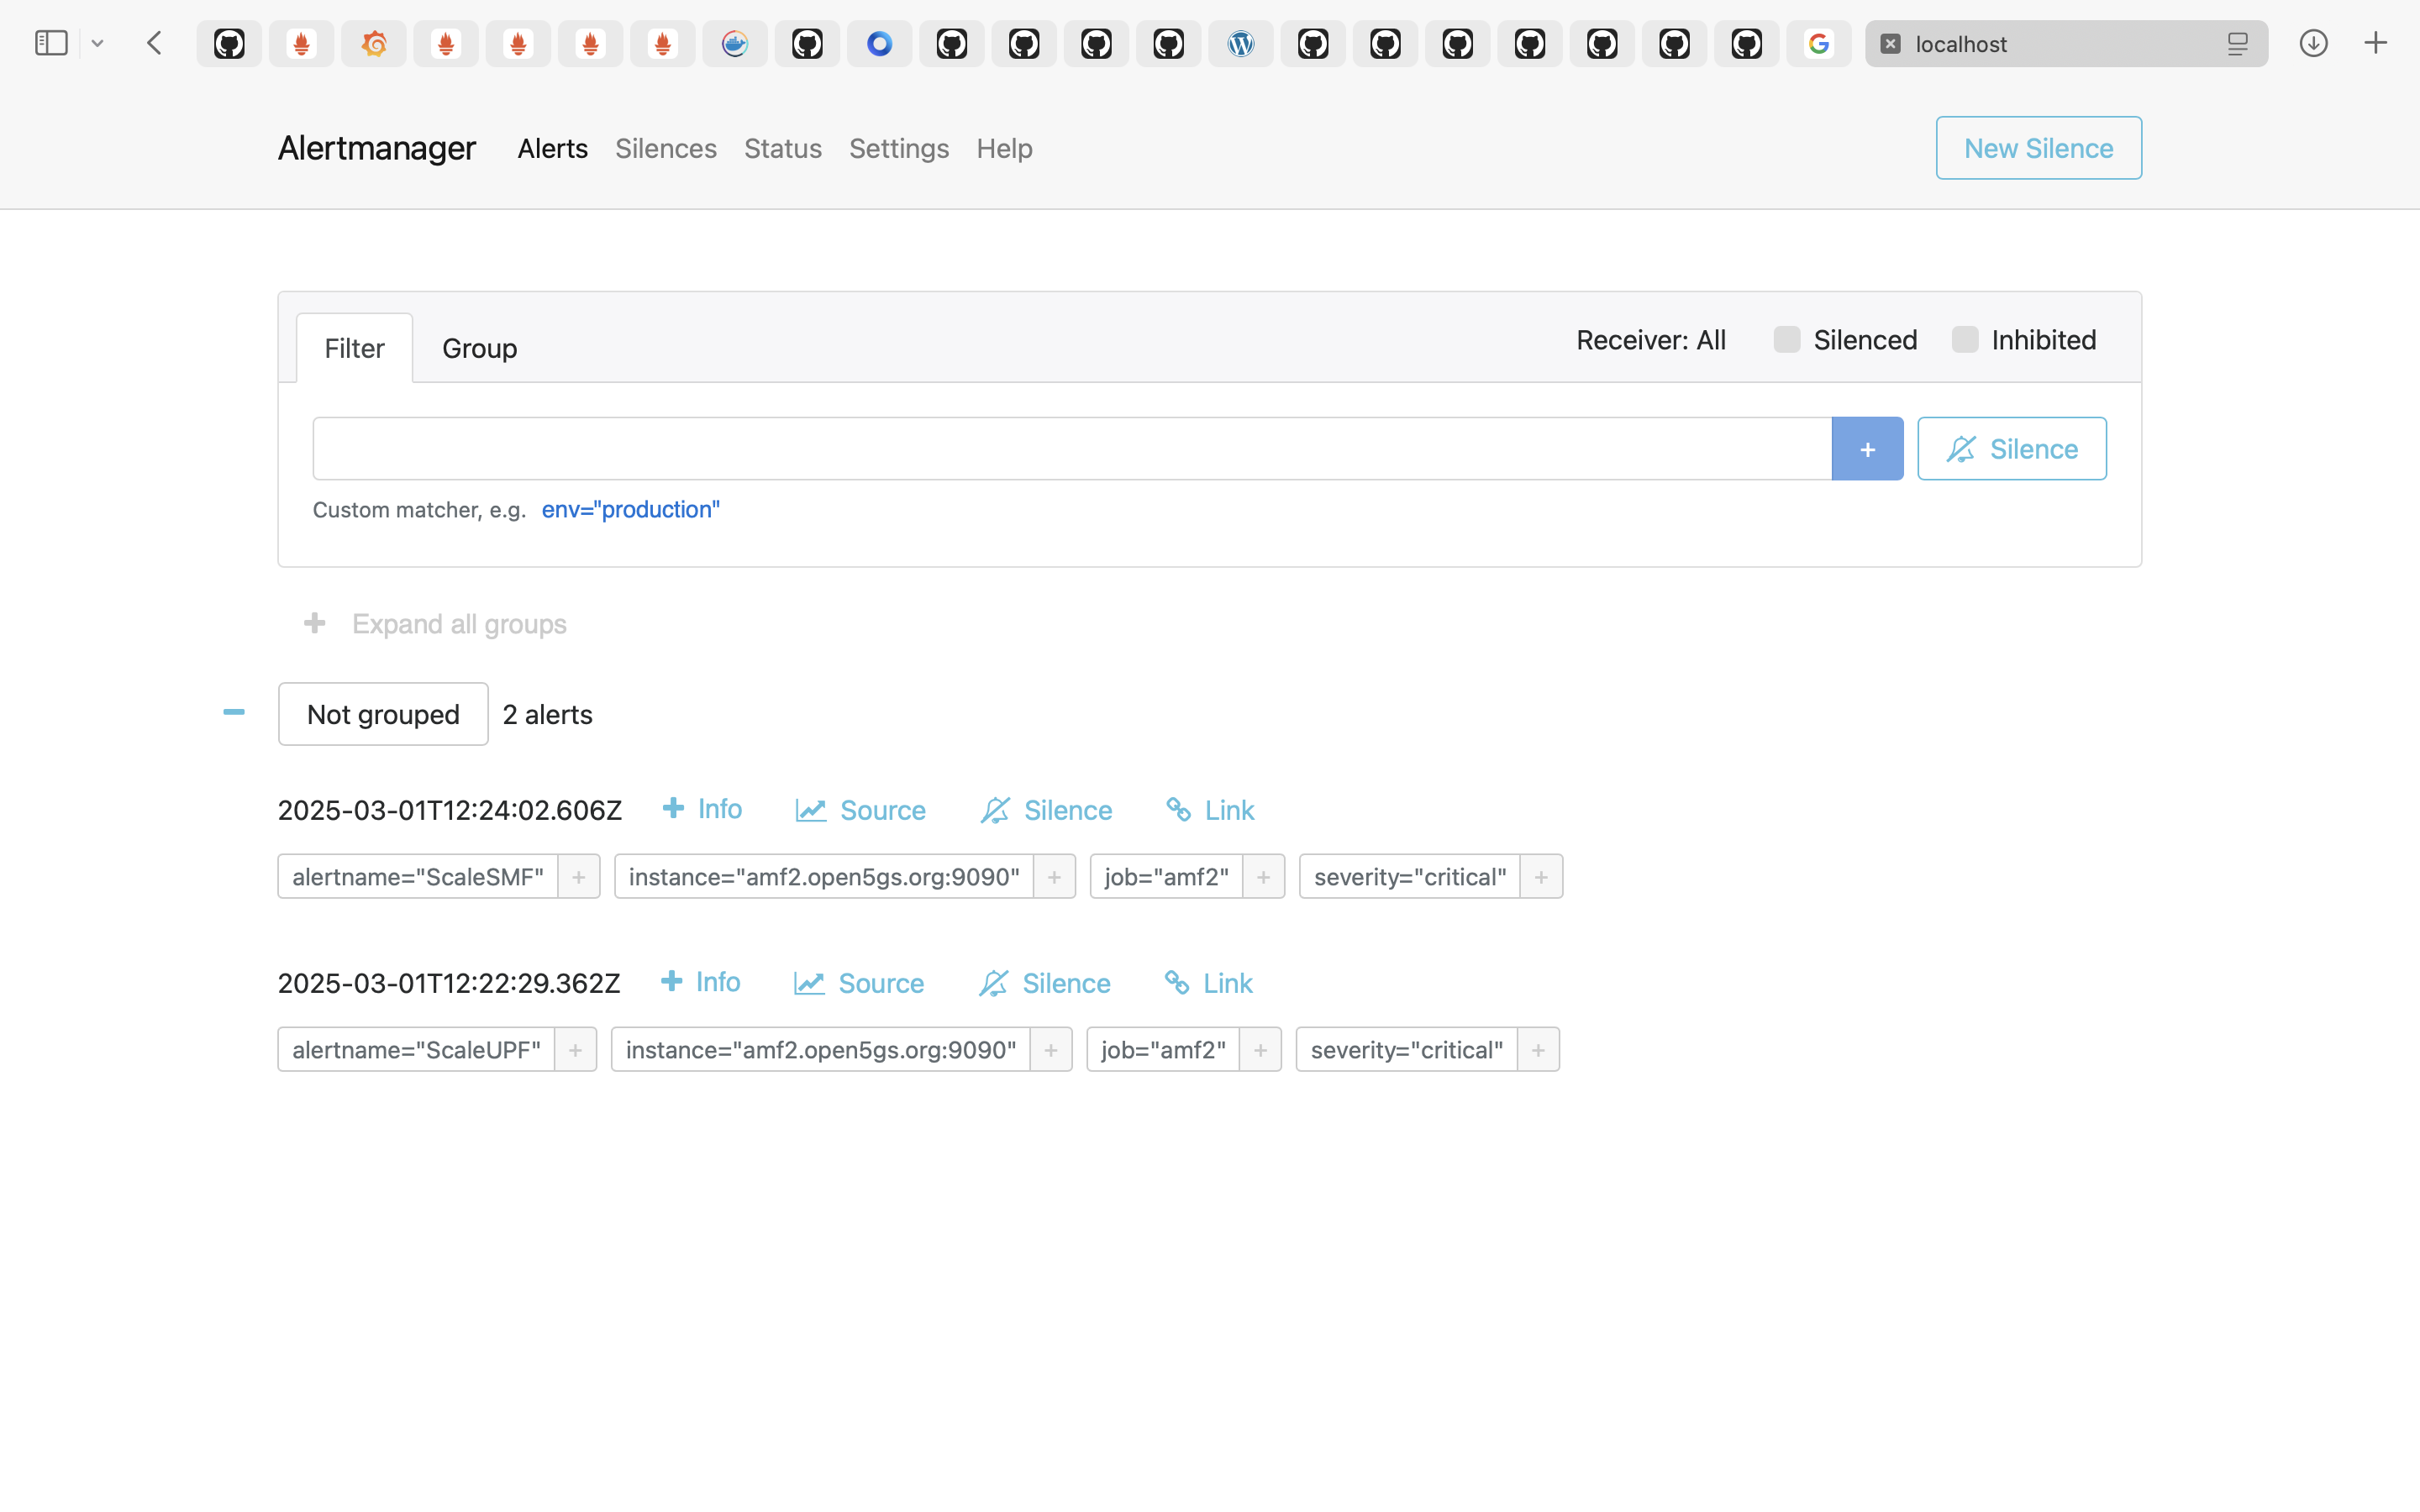 localhost
Alertmanager Alerts Silences Status Settings Help New Silence
Filter Group Receiver: All Silenced Inhibited
+ Silence
Custom matcher, e.g. env="production"
+ Expand all groups
Not grouped 2 alerts
2025-03-01T12:24:02.606Z + Info Source Silence Link
alertname="ScaleSMF" + instance="amf2.open5gs.org:9090" + job="amf2" + severity="critical" +
2025-03-01T12:22:29.362Z + Info Source Silence Link
alertname="ScaleUPF" + instance="amf2.open5gs.org:9090" + job="amf2" + severity="critical" +